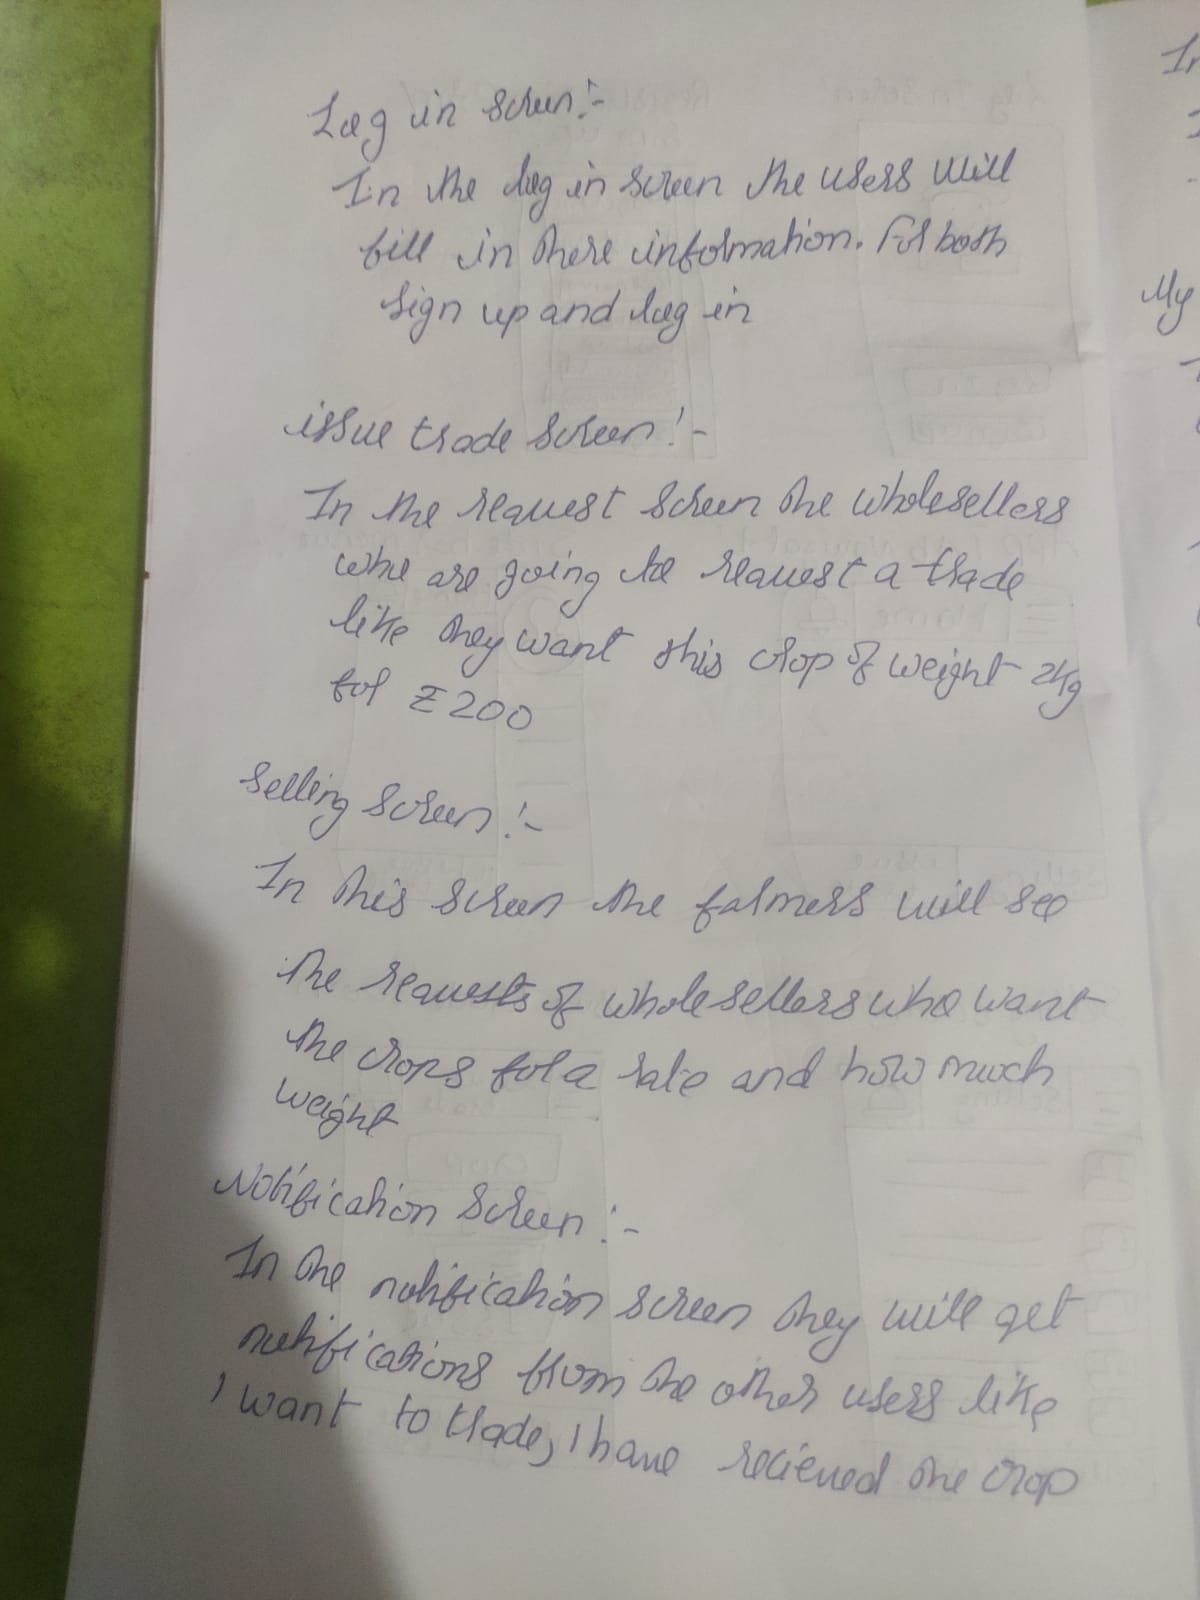 Log in screen:-
In the log in screen the users will
fill in there information. For both
sign up and log in
issue trade screen:-
In the request screen the wholesellers
who are going to request a trade
like they want this crop of weight 2kg
for ₹200
Selling screen:-
In this screen the farmers will see
the requests of wholesellers who want
the crops for a rate and how much
weight
Notification screen:-
In the notification screen they will get
notifications from the other users like
I want to trade, I have recieved the crop
In
My